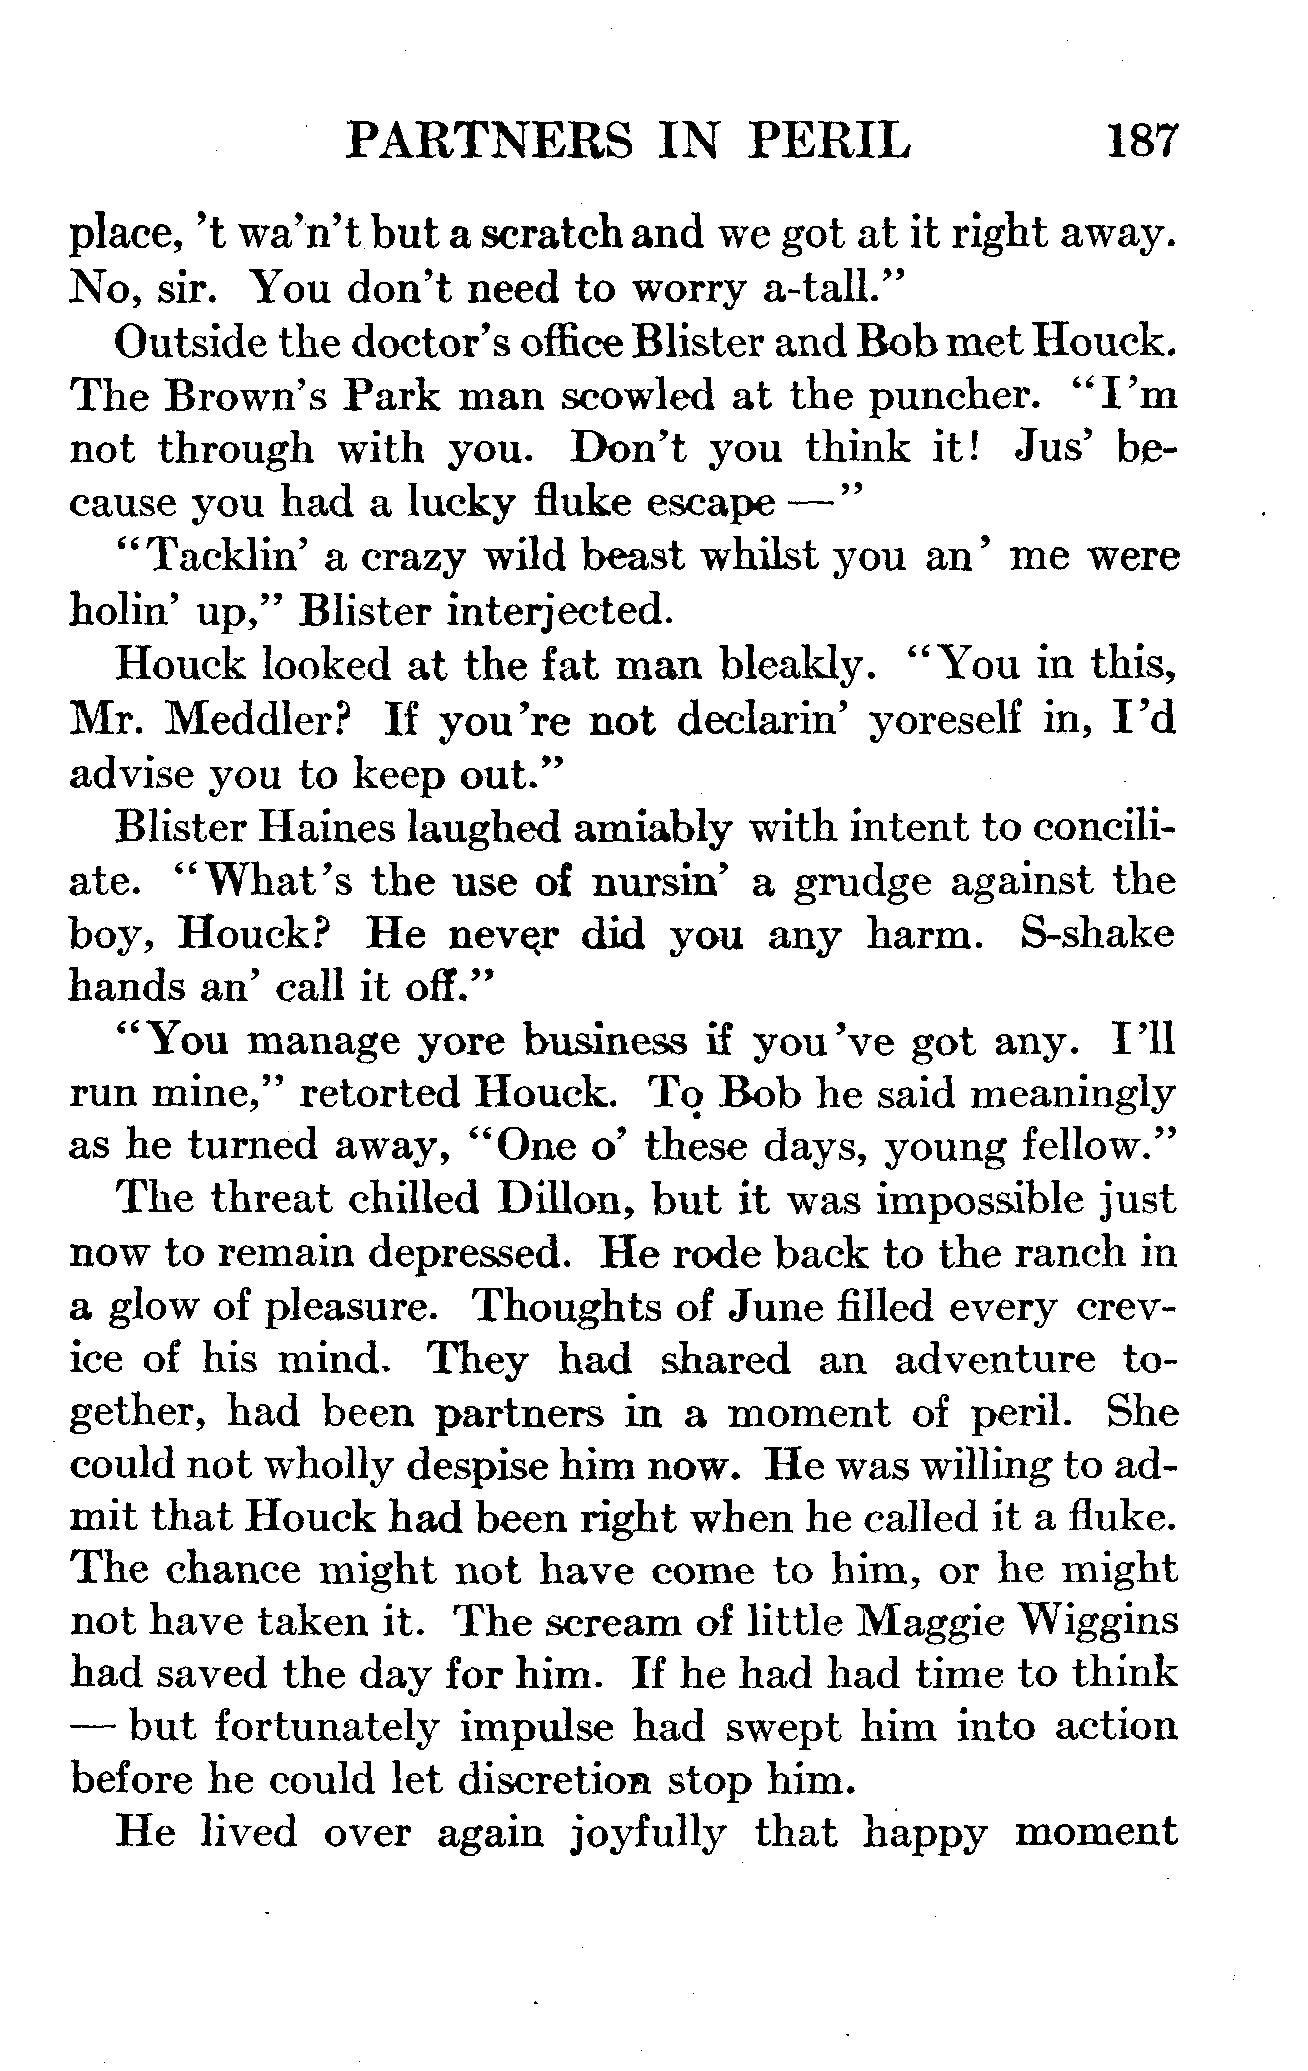 PARTNERS IN PERIL 187
place, 't wa'n't but a scratch and we got at it right away.
No, sir. You don't need to worry a-tall."
Outside the doctor's office Blister and Bob met Houck.
The Brown's Park man scowled at the puncher. "I'm
not through with you. Don't you think it! Jus' be-
cause you had a lucky fluke escape —"
"Tacklin' a crazy wild beast whilst you an' me were
holin' up," Blister interjected.
Houck looked at the fat man bleakly. "You in this,
Mr. Meddler? If you're not declarin' yoreself in, I'd
advise you to keep out."
Blister Haines laughed amiably with intent to concili-
ate. "What's the use of nursin' a grudge against the
boy, Houck? He never did you any harm. S-shake
hands an' call it off."
"You manage yore business if you've got any. I'll
run mine," retorted Houck. To Bob he said meaningly
as he turned away, "One o' these days, young fellow."
The threat chilled Dillon, but it was impossible just
now to remain depressed. He rode back to the ranch in
a glow of pleasure. Thoughts of June filled every crev-
ice of his mind. They had shared an adventure to-
gether, had been partners in a moment of peril. She
could not wholly despise him now. He was willing to ad-
mit that Houck had been right when he called it a fluke.
The chance might not have come to him, or he might
not have taken it. The scream of little Maggie Wiggins
had saved the day for him. If he had had time to think
— but fortunately impulse had swept him into action
before he could let discretion stop him.
He lived over again joyfully that happy moment